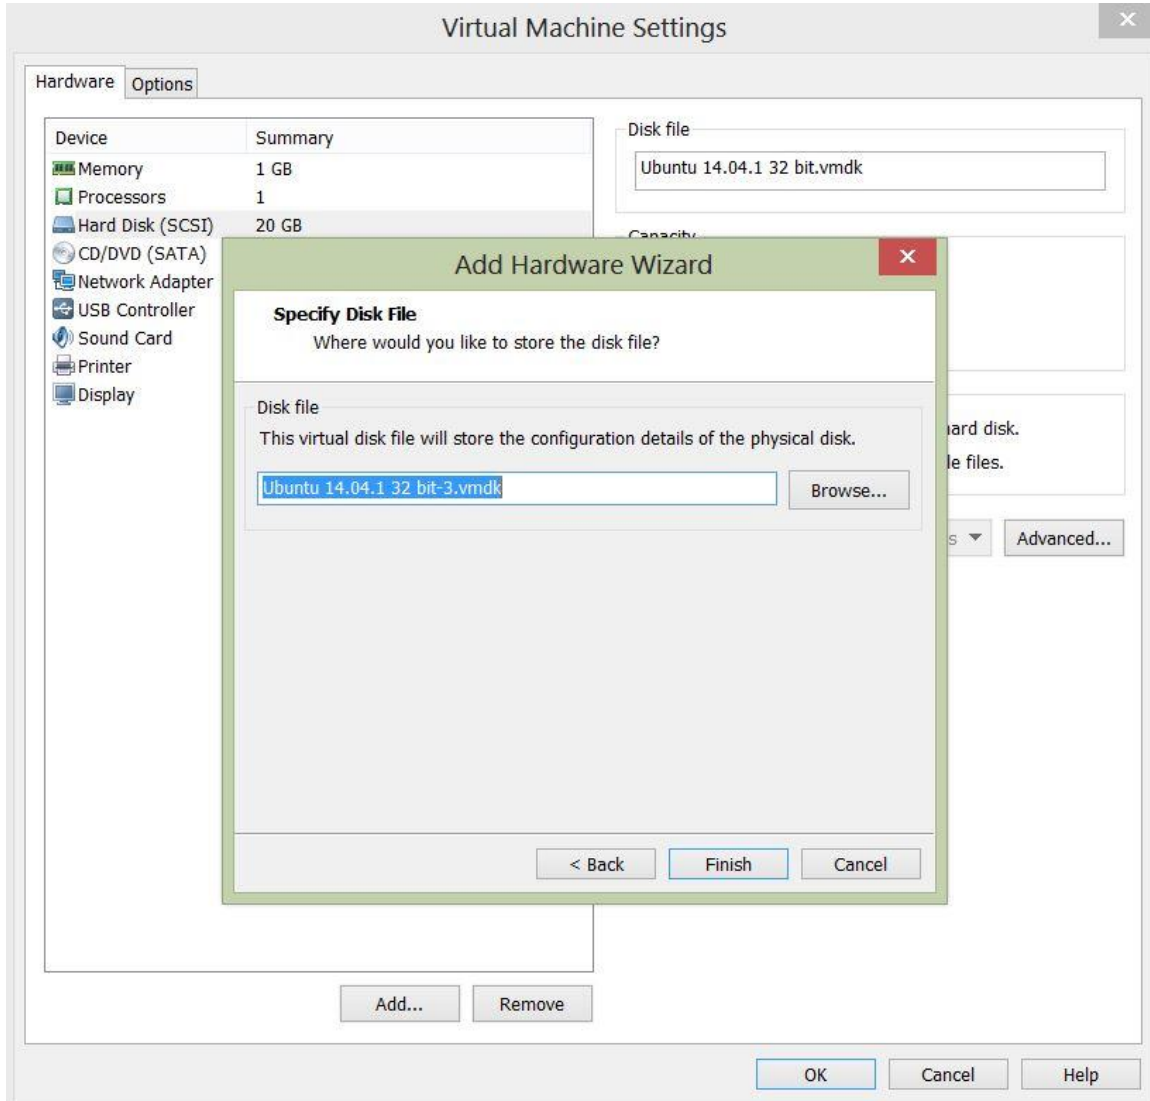 Virtual Machine Settings
Hardware Options
Device Summary
Memory 1 GB
Processors 1
Hard Disk (SCSI) 20 GB
CD/DVD (SATA)
Network Adapter
USB Controller
Sound Card
Printer
Display
Disk file
Ubuntu 14.04.1 32 bit.vmdk
Capacity
hard disk.
files.
Advanced...
Add Hardware Wizard
Specify Disk File
Where would you like to store the disk file?
Disk file
This virtual disk file will store the configuration details of the physical disk.
Ubuntu 14.04.1 32 bit-3.vmdk
Browse...
< Back Finish Cancel
Add... Remove
OK Cancel Help